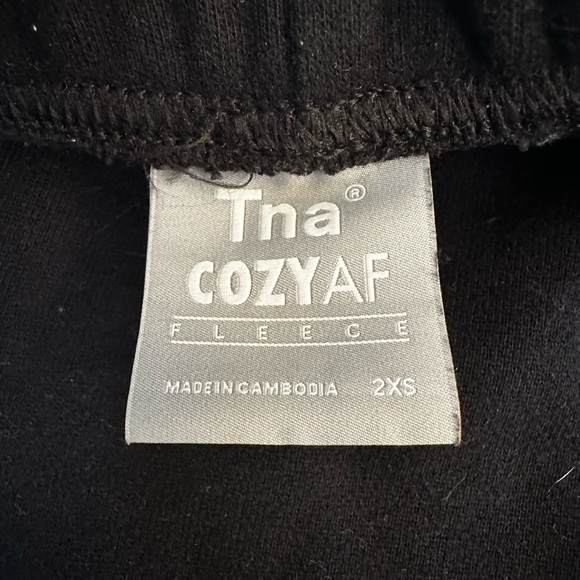 Tna®
COZYAF
FLEECE
MADE IN CAMBODIA 2XS